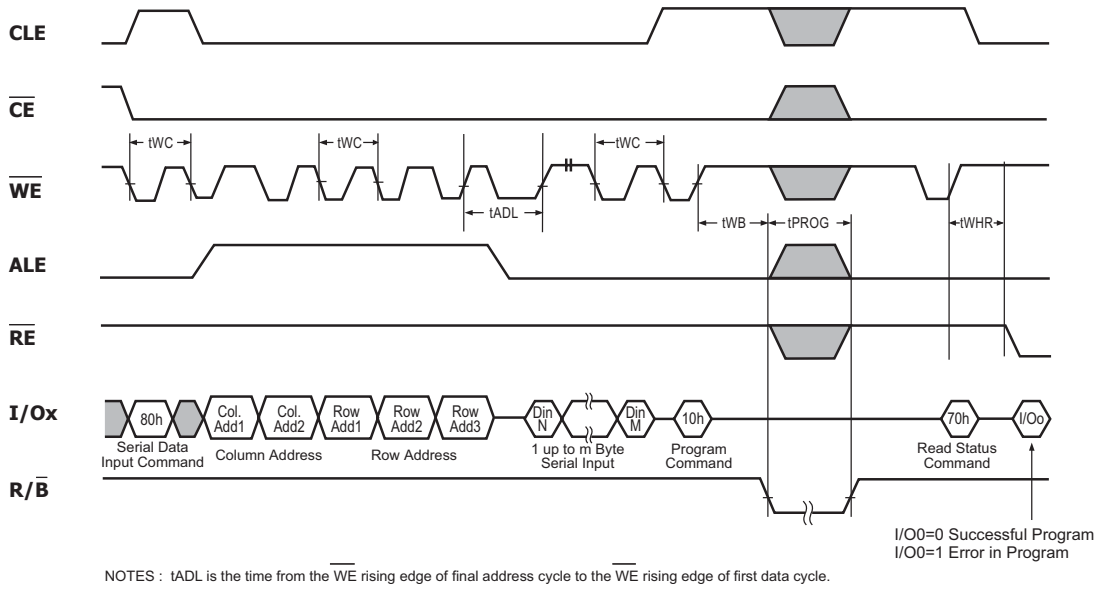 CLE
CE
tWC
tWC
tWC
WE
tADL
tWB
tPROG
tWHR
ALE
RE
I/Ox
80h
Col.
Add1
Col.
Add2
Row
Add1
Row
Add2
Row
Add3
Din
N
Din
M
10h
70h
I/Oo
Serial Data
Input Command
Column Address
Row Address
1 up to m Byte
Serial Input
Program
Command
Read Status
Command
R/B
I/O0=0 Successful Program
I/O0=1 Error in Program
NOTES : tADL is the time from the WE rising edge of final address cycle to the WE rising edge of first data cycle.